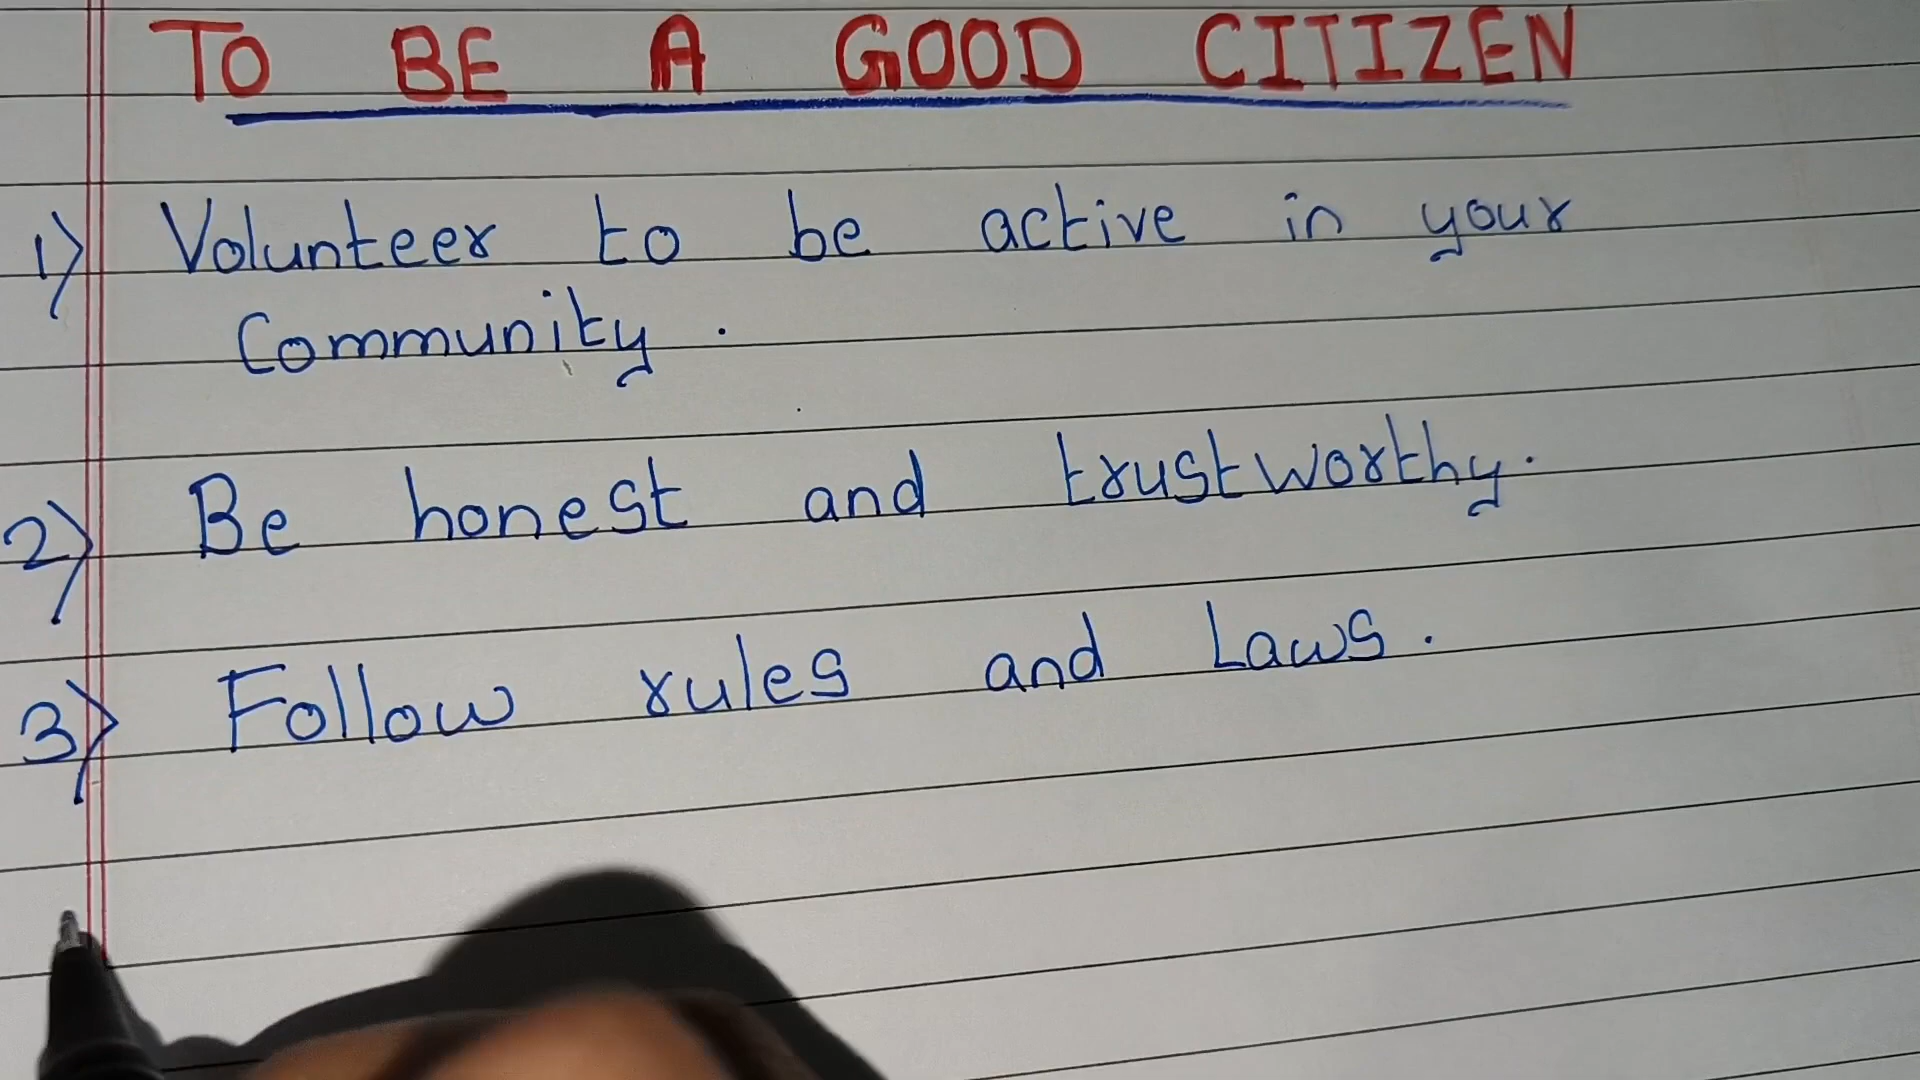 TO BE A GOOD CITIZEN
1) Volunteer to be active in your
Community.
2) Be honest and trustworthy.
3) Follow rules and Laws.